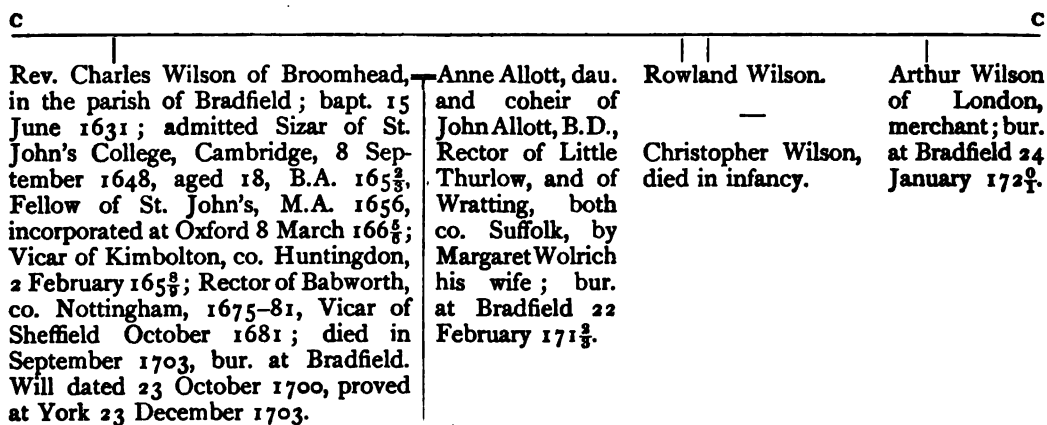 C C
Rev. Charles Wilson of Broomhead,
in the parish of Bradfield ; bapt. 15
June 1631 ; admitted Sizar of St.
John's College, Cambridge, 8 Sep-
tember 1648, aged 18, B.A. 165⅔,
Fellow of St. John's, M.A. 1656,
incorporated at Oxford 8 March 166⅚;
Vicar of Kimbolton, co. Huntingdon,
2 February 165 8/9; Rector of Babworth,
co. Nottingham, 1675–81, Vicar of
Sheffield October 1681 ; died in
September 1703, bur. at Bradfield.
Will dated 23 October 1700, proved
at York 23 December 1703.
Anne Allott, dau.
and coheir of
John Allott, B.D.,
Rector of Little
Thurlow, and of
Wratting, both
co. Suffolk, by
Margaret Wolrich
his wife ; bur.
at Bradfield 22
February 171⅔.
Rowland Wilson.
—
Christopher Wilson,
died in infancy.
Arthur Wilson
of London,
merchant ; bur.
at Bradfield 24
January 172 0/1.